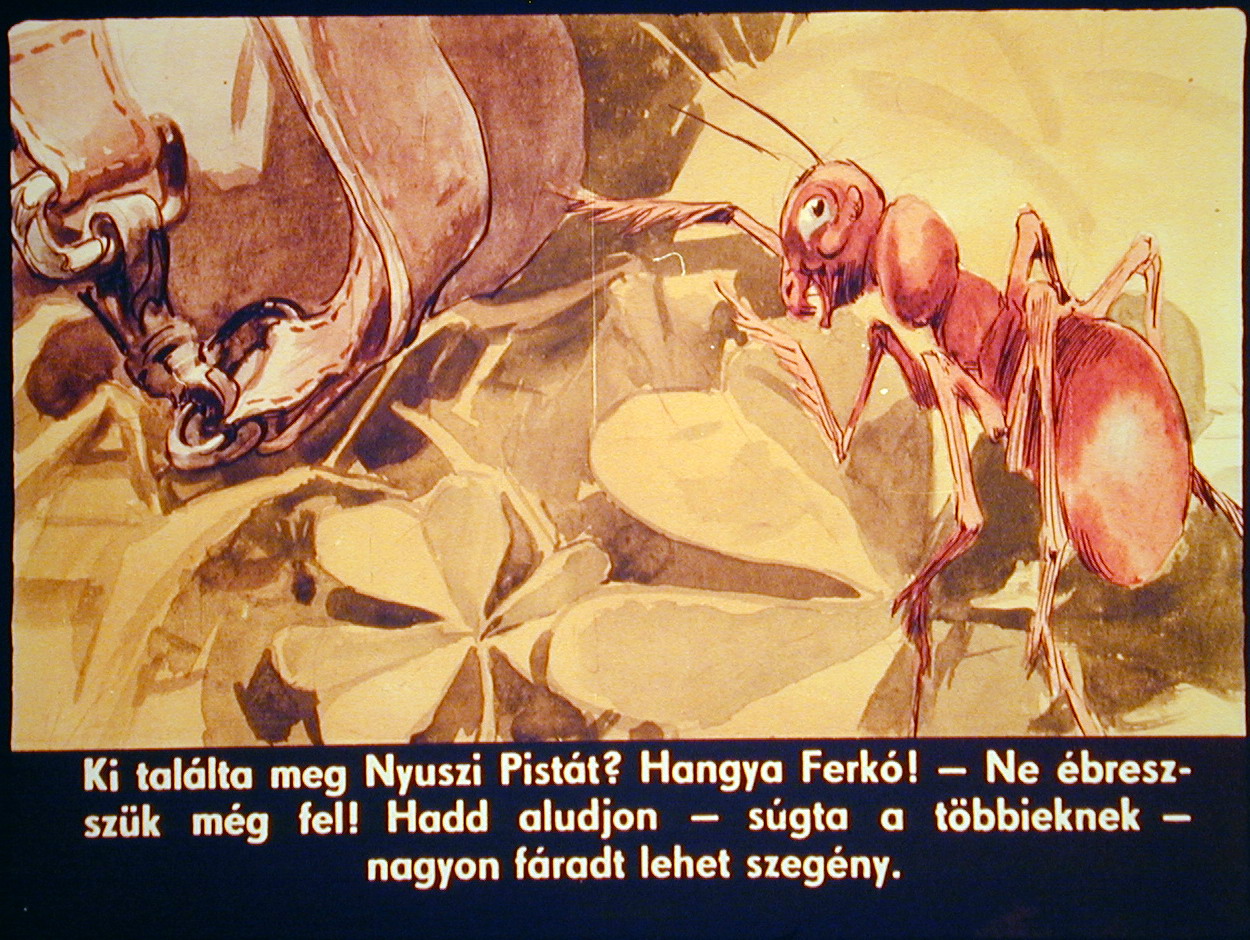 Ki találta meg Nyuszi Pistát? Hangya Ferkó! — Ne ébresz-
szük még fel! Hadd aludjon — súgta a többieknek —
nagyon fáradt lehet szegény.